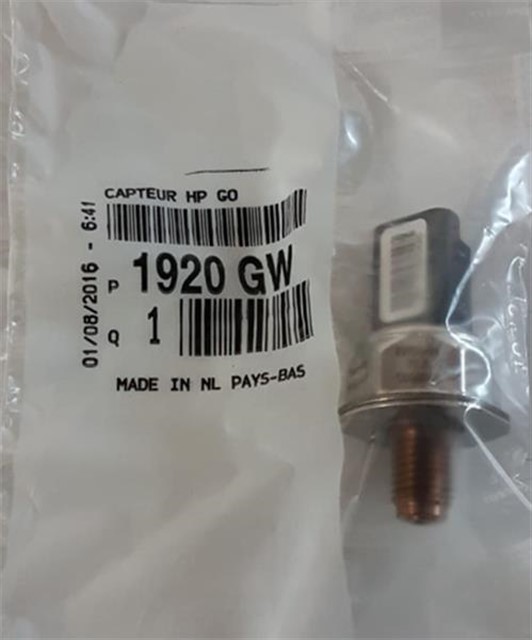 CAPTEUR HP GO
P 1920 GW
Q 1
MADE IN NL PAYS-BAS
01/08/2016 - 6:41